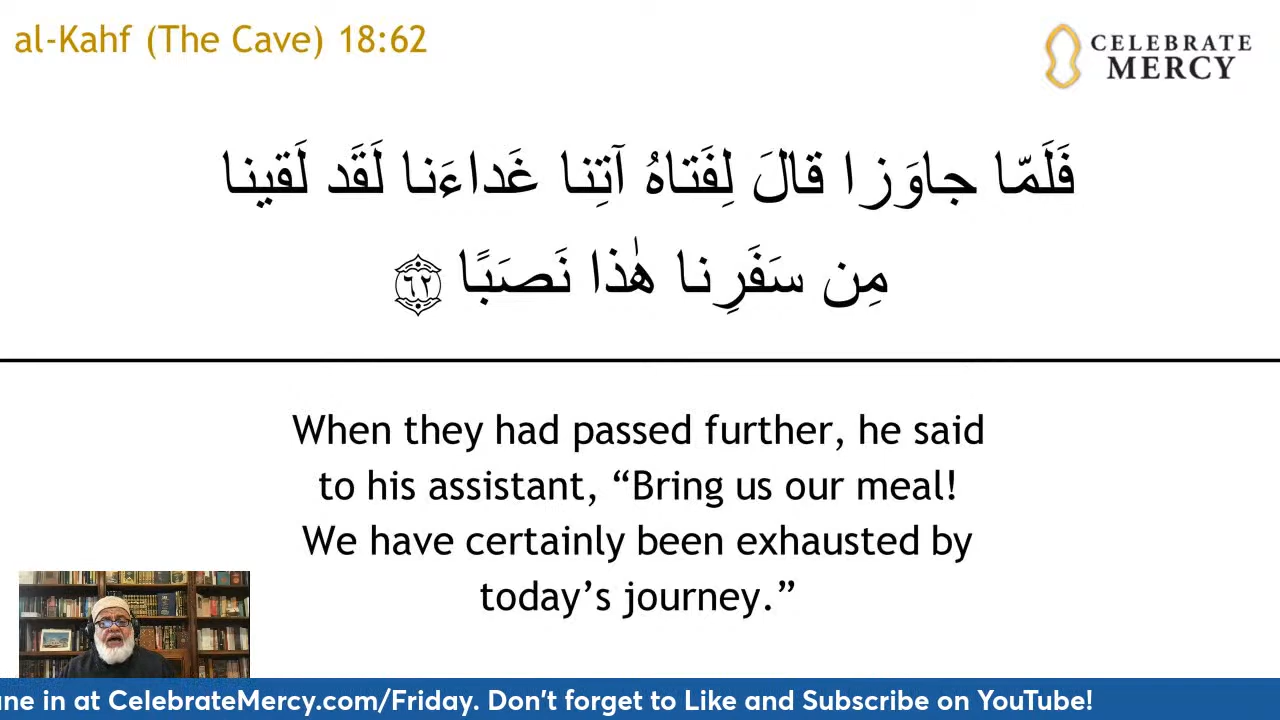 al-Kahf (The Cave) 18:62
CELEBRATE
MERCY
فَلَمّا جاوَزا قالَ لِفَتاهُ آتِنا غَداءَنا لَقَد لَقينا
مِن سَفَرِنا هٰذا نَصَبًا ﴿٦٢﴾
When they had passed further, he said
to his assistant, “Bring us our meal!
We have certainly been exhausted by
today’s journey.”
in at CelebrateMercy.com/Friday. Don’t forget to Like and Subscribe on YouTube!